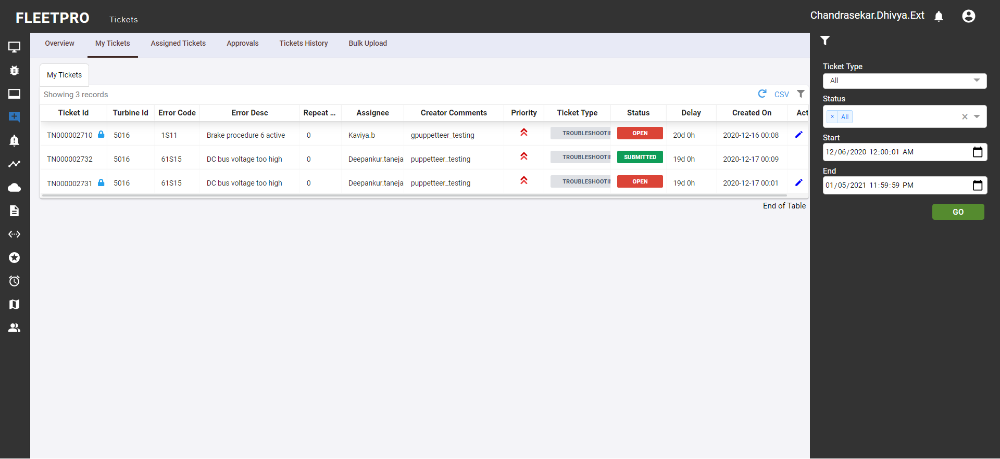 FLEETPRO
Tickets
Chandrasekar.Dhivya.Ext
Overview My Tickets Assigned Tickets Approvals Tickets History Bulk Upload
My Tickets
Showing 3 records
CSV
Ticket Id Turbine Id Error Code Error Desc Repeat ... Assignee Creator Comments Priority Ticket Type Status Delay Created On Act
TN000002710 5016 1S11 Brake procedure 6 active 0 Kaviya.b gpuppetteer_testing TROUBLESHOOTIN OPEN 20d 0h 2020-12-16 00:08
TN000002732 5016 61S15 DC bus voltage too high 0 Deepankur.taneja puppetteer_testing TROUBLESHOOTIN SUBMITTED 19d 0h 2020-12-17 00:09
TN000002731 5016 61S15 DC bus voltage too high 0 Deepankur.taneja puppetteer_testing TROUBLESHOOTIN OPEN 19d 0h 2020-12-17 00:01
End of Table
Ticket Type
All
Status
× All
Start
12/06/2020 12:00:01 AM
End
01/05/2021 11:59:59 PM
GO